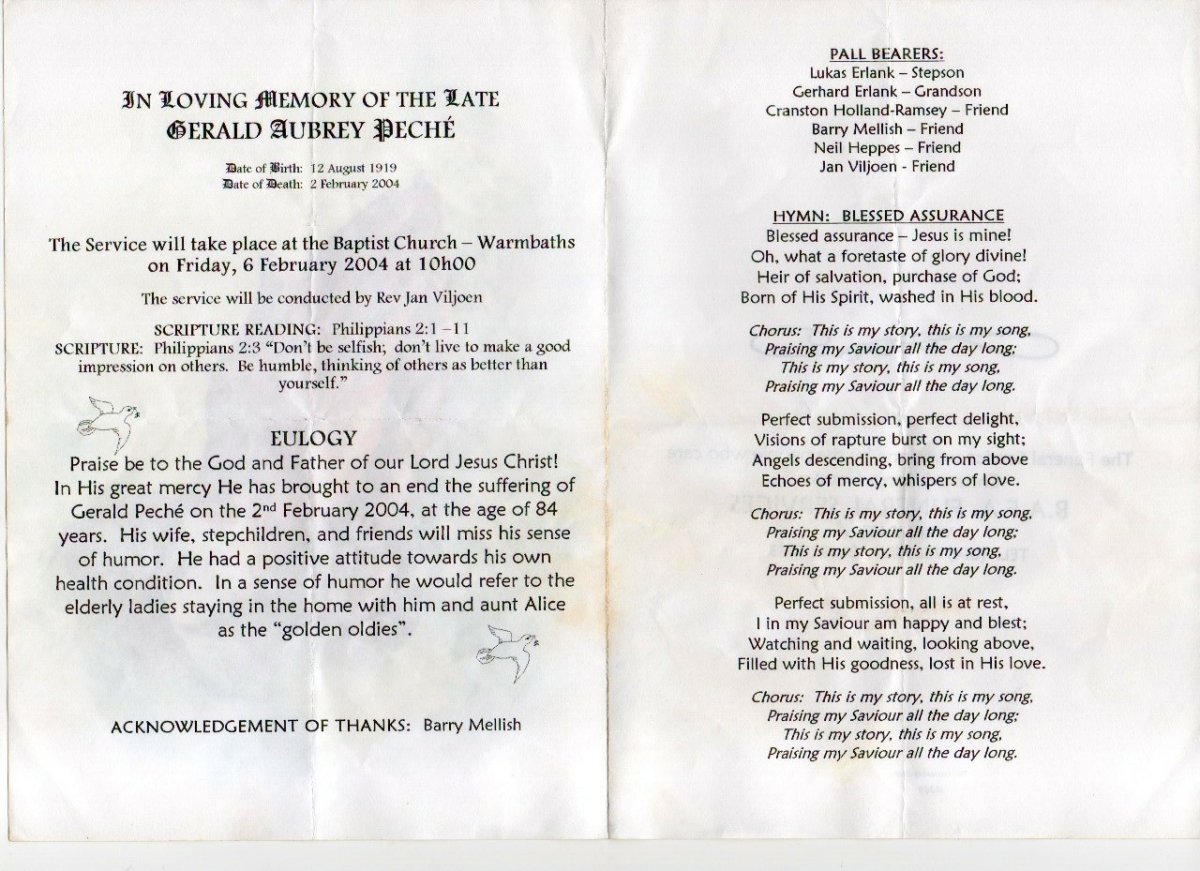 In Loving Memory of the Late
Gerald Aubrey Peché
Date of Birth: 12 August 1919
Date of Death: 2 February 2004
The Service will take place at the Baptist Church – Warmbaths
on Friday, 6 February 2004 at 10h00
The service will be conducted by Rev Jan Viljoen
SCRIPTURE READING: Philippians 2:1 –11
SCRIPTURE: Philippians 2:3 “Don’t be selfish; don’t live to make a good
impression on others. Be humble, thinking of others as better than
yourself.”
EULOGY
Praise be to the God and Father of our Lord Jesus Christ!
In His great mercy He has brought to an end the suffering of
Gerald Peché on the 2nd February 2004, at the age of 84
years. His wife, stepchildren, and friends will miss his sense
of humor. He had a positive attitude towards his own
health condition. In a sense of humor he would refer to the
elderly ladies staying in the home with him and aunt Alice
as the “golden oldies”.
ACKNOWLEDGEMENT OF THANKS: Barry Mellish
PALL BEARERS:
Lukas Erlank – Stepson
Gerhard Erlank – Grandson
Cranston Holland-Ramsey – Friend
Barry Mellish – Friend
Neil Heppes – Friend
Jan Viljoen - Friend
HYMN: BLESSED ASSURANCE
Blessed assurance – Jesus is mine!
Oh, what a foretaste of glory divine!
Heir of salvation, purchase of God;
Born of His Spirit, washed in His blood.
Chorus: This is my story, this is my song,
Praising my Saviour all the day long;
This is my story, this is my song,
Praising my Saviour all the day long.
Perfect submission, perfect delight,
Visions of rapture burst on my sight;
Angels descending, bring from above
Echoes of mercy, whispers of love.
Chorus: This is my story, this is my song,
Praising my Saviour all the day long;
This is my story, this is my song,
Praising my Saviour all the day long.
Perfect submission, all is at rest,
I in my Saviour am happy and blest;
Watching and waiting, looking above,
Filled with His goodness, lost in His love.
Chorus: This is my story, this is my song,
Praising my Saviour all the day long;
This is my story, this is my song,
Praising my Saviour all the day long.